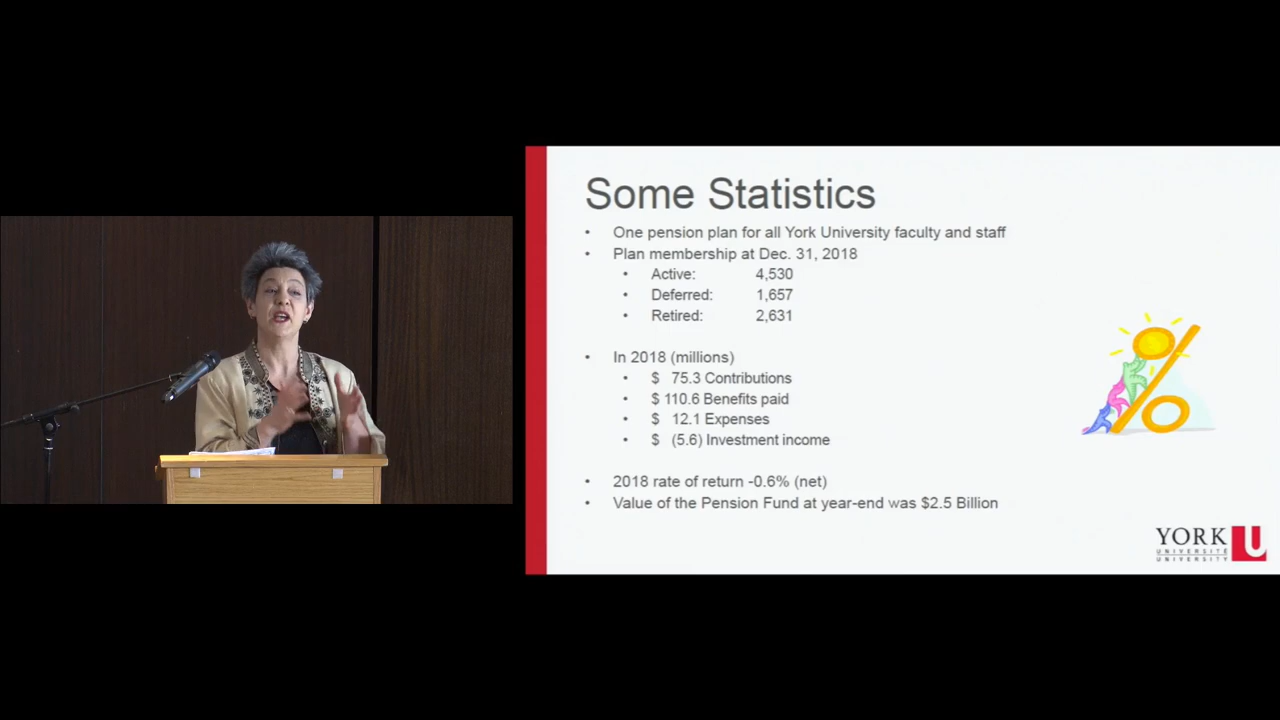 Some Statistics
• One pension plan for all York University faculty and staff
• Plan membership at Dec. 31, 2018
• Active: 4,530
• Deferred: 1,657
• Retired: 2,631
• In 2018 (millions)
• $ 75.3 Contributions
• $ 110.6 Benefits paid
• $ 12.1 Expenses
• $ (5.6) Investment income
• 2018 rate of return -0.6% (net)
• Value of the Pension Fund at year-end was $2.5 Billion
YORK U
UNIVERSITÉ
UNIVERSITY